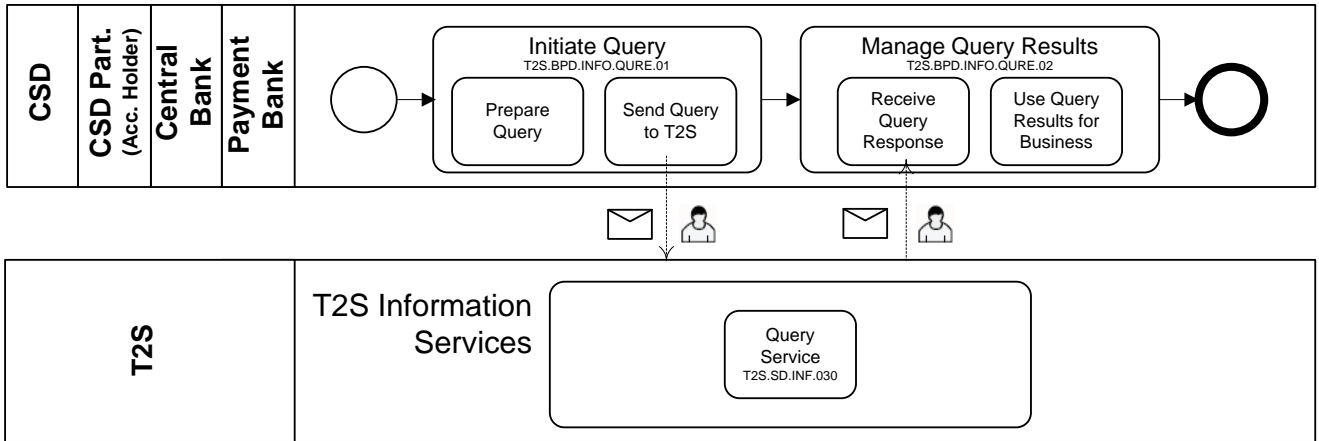 CSD
CSD Part.
(Acc. Holder)
Central
Bank
Payment
Bank
Initiate Query
T2S.BPD.INFO.QURE.01
Prepare
Query
Send Query
to T2S
Manage Query Results
T2S.BPD.INFO.QURE.02
Receive
Query
Response
Use Query
Results for
Business
T2S
T2S Information
Services
Query
Service
T2S.SD.INF.030